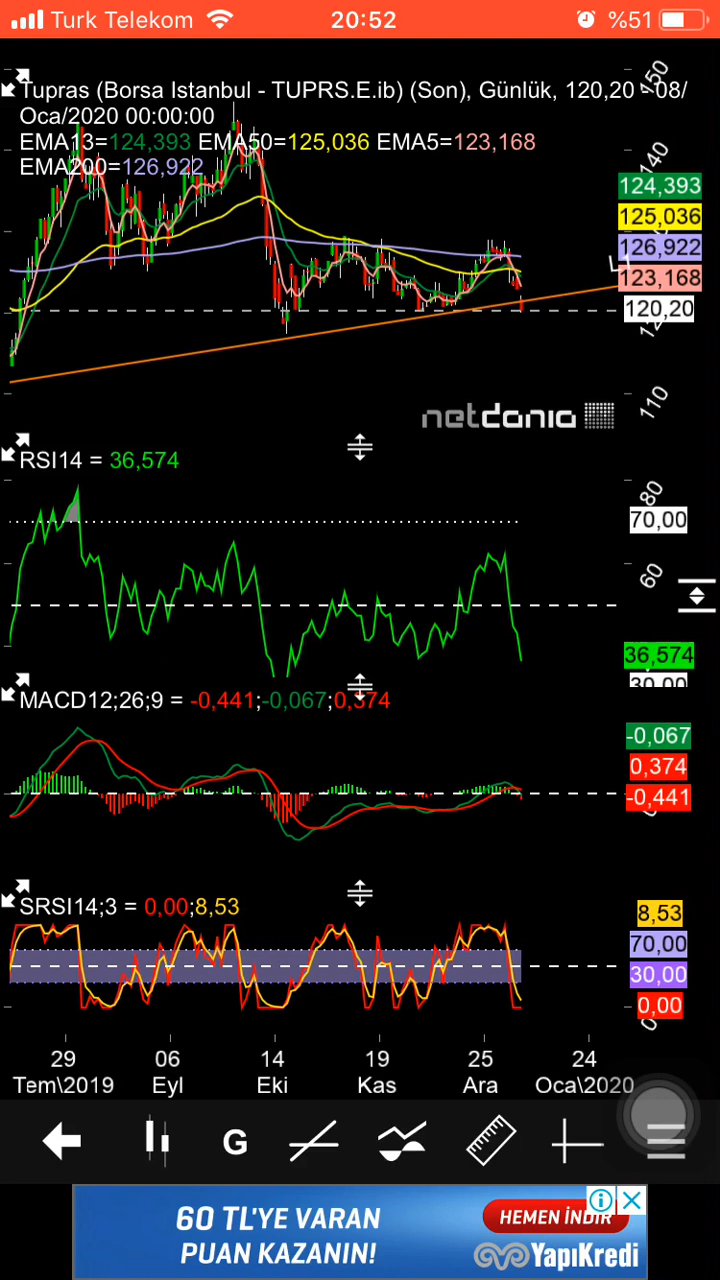 Turk Telekom 20:52 %51
Tupras (Borsa Istanbul - TUPRS.E.ib) (Son), Günlük, 120,20 -08/
Oca/2020 00:00:00
EMA13=124,393 EMA50=125,036 EMA5=123,168
EMA200=126,922
150
140
124,393
125,036
126,922
123,168
120,20
110
netdania
RSI14 = 36,574
80
70,00
60
36,574
30,00
MACD12;26;9 = -0,441;-0,067;0,374
-0,067
0,374
-0,441
SRSI14;3 = 0,00;8,53
8,53
70,00
30,00
0,00
0
29 06 14 19 25 24
Tem\2019 Eyl Eki Kas Ara Oca\2020
G
60 TL'YE VARAN
PUAN KAZANIN!
HEMEN İNDİR
YapıKredi